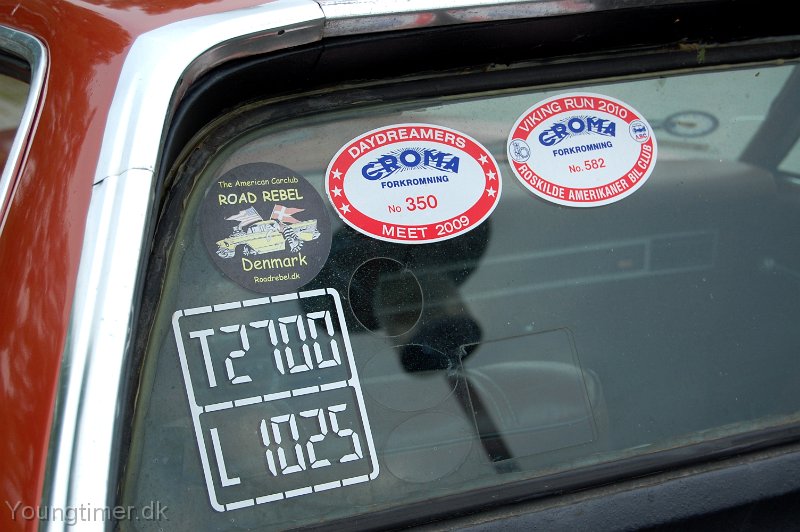 The American Carclub
ROAD REBEL
Denmark
Roadrebel.dk
DAYDREAMERS
CROMA
FORKROMNING
No 350
MEET 2009
VIKING RUN 2010
CROMA
FORKROMNING
No. 582
ROSKILDE AMERIKANER BIL CLUB
ABC
T2700
L 1025
Youngtimer.dk